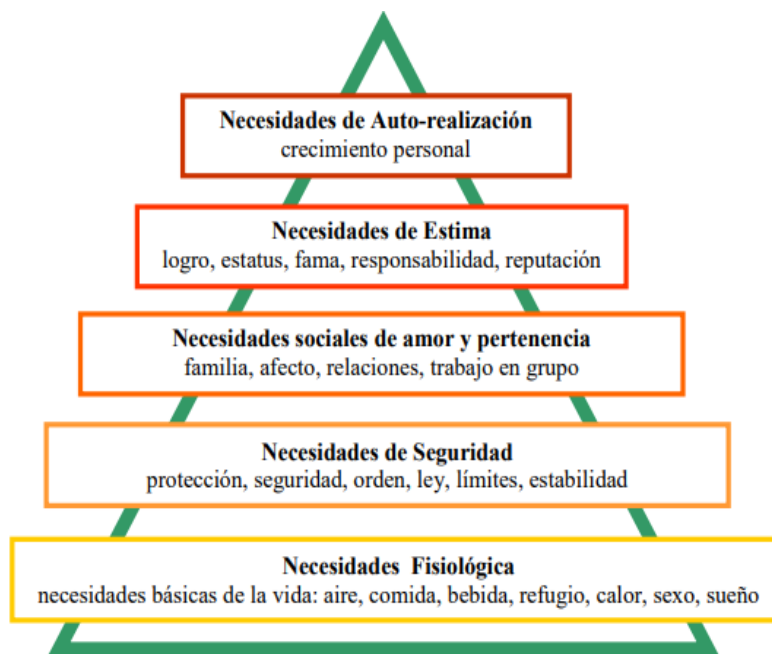 Necesidades de Auto-realización
crecimiento personal
Necesidades de Estima
logro, estatus, fama, responsabilidad, reputación
Necesidades sociales de amor y pertenencia
familia, afecto, relaciones, trabajo en grupo
Necesidades de Seguridad
protección, seguridad, orden, ley, límites, estabilidad
Necesidades Fisiológica
necesidades básicas de la vida: aire, comida, bebida, refugio, calor, sexo, sueño